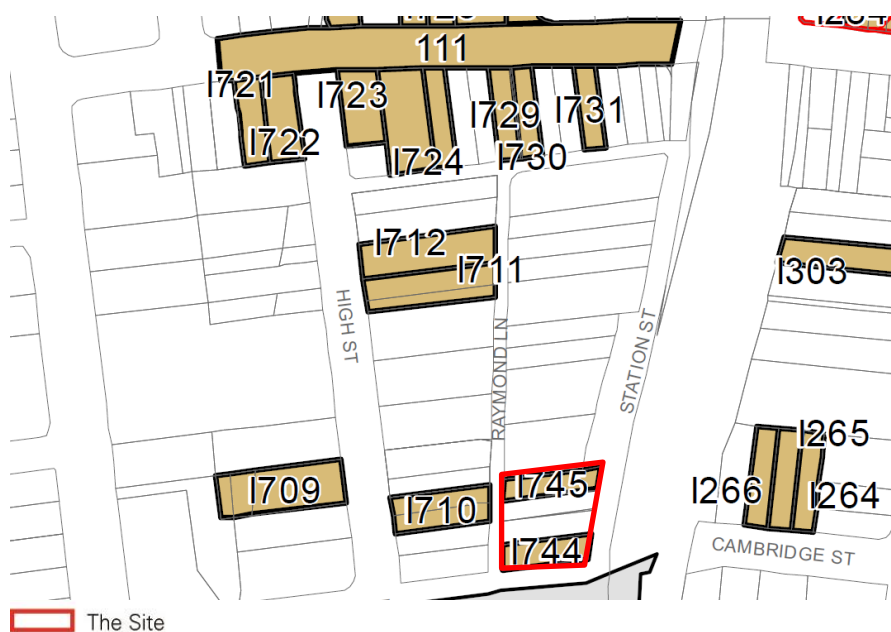 111
I721
I722
I723
I724
I729
I730
I731
I712
I711
I303
HIGH ST
RAYMOND LN
STATION ST
I265
I266
I264
I709
I710
I745
I744
CAMBRIDGE ST
The Site